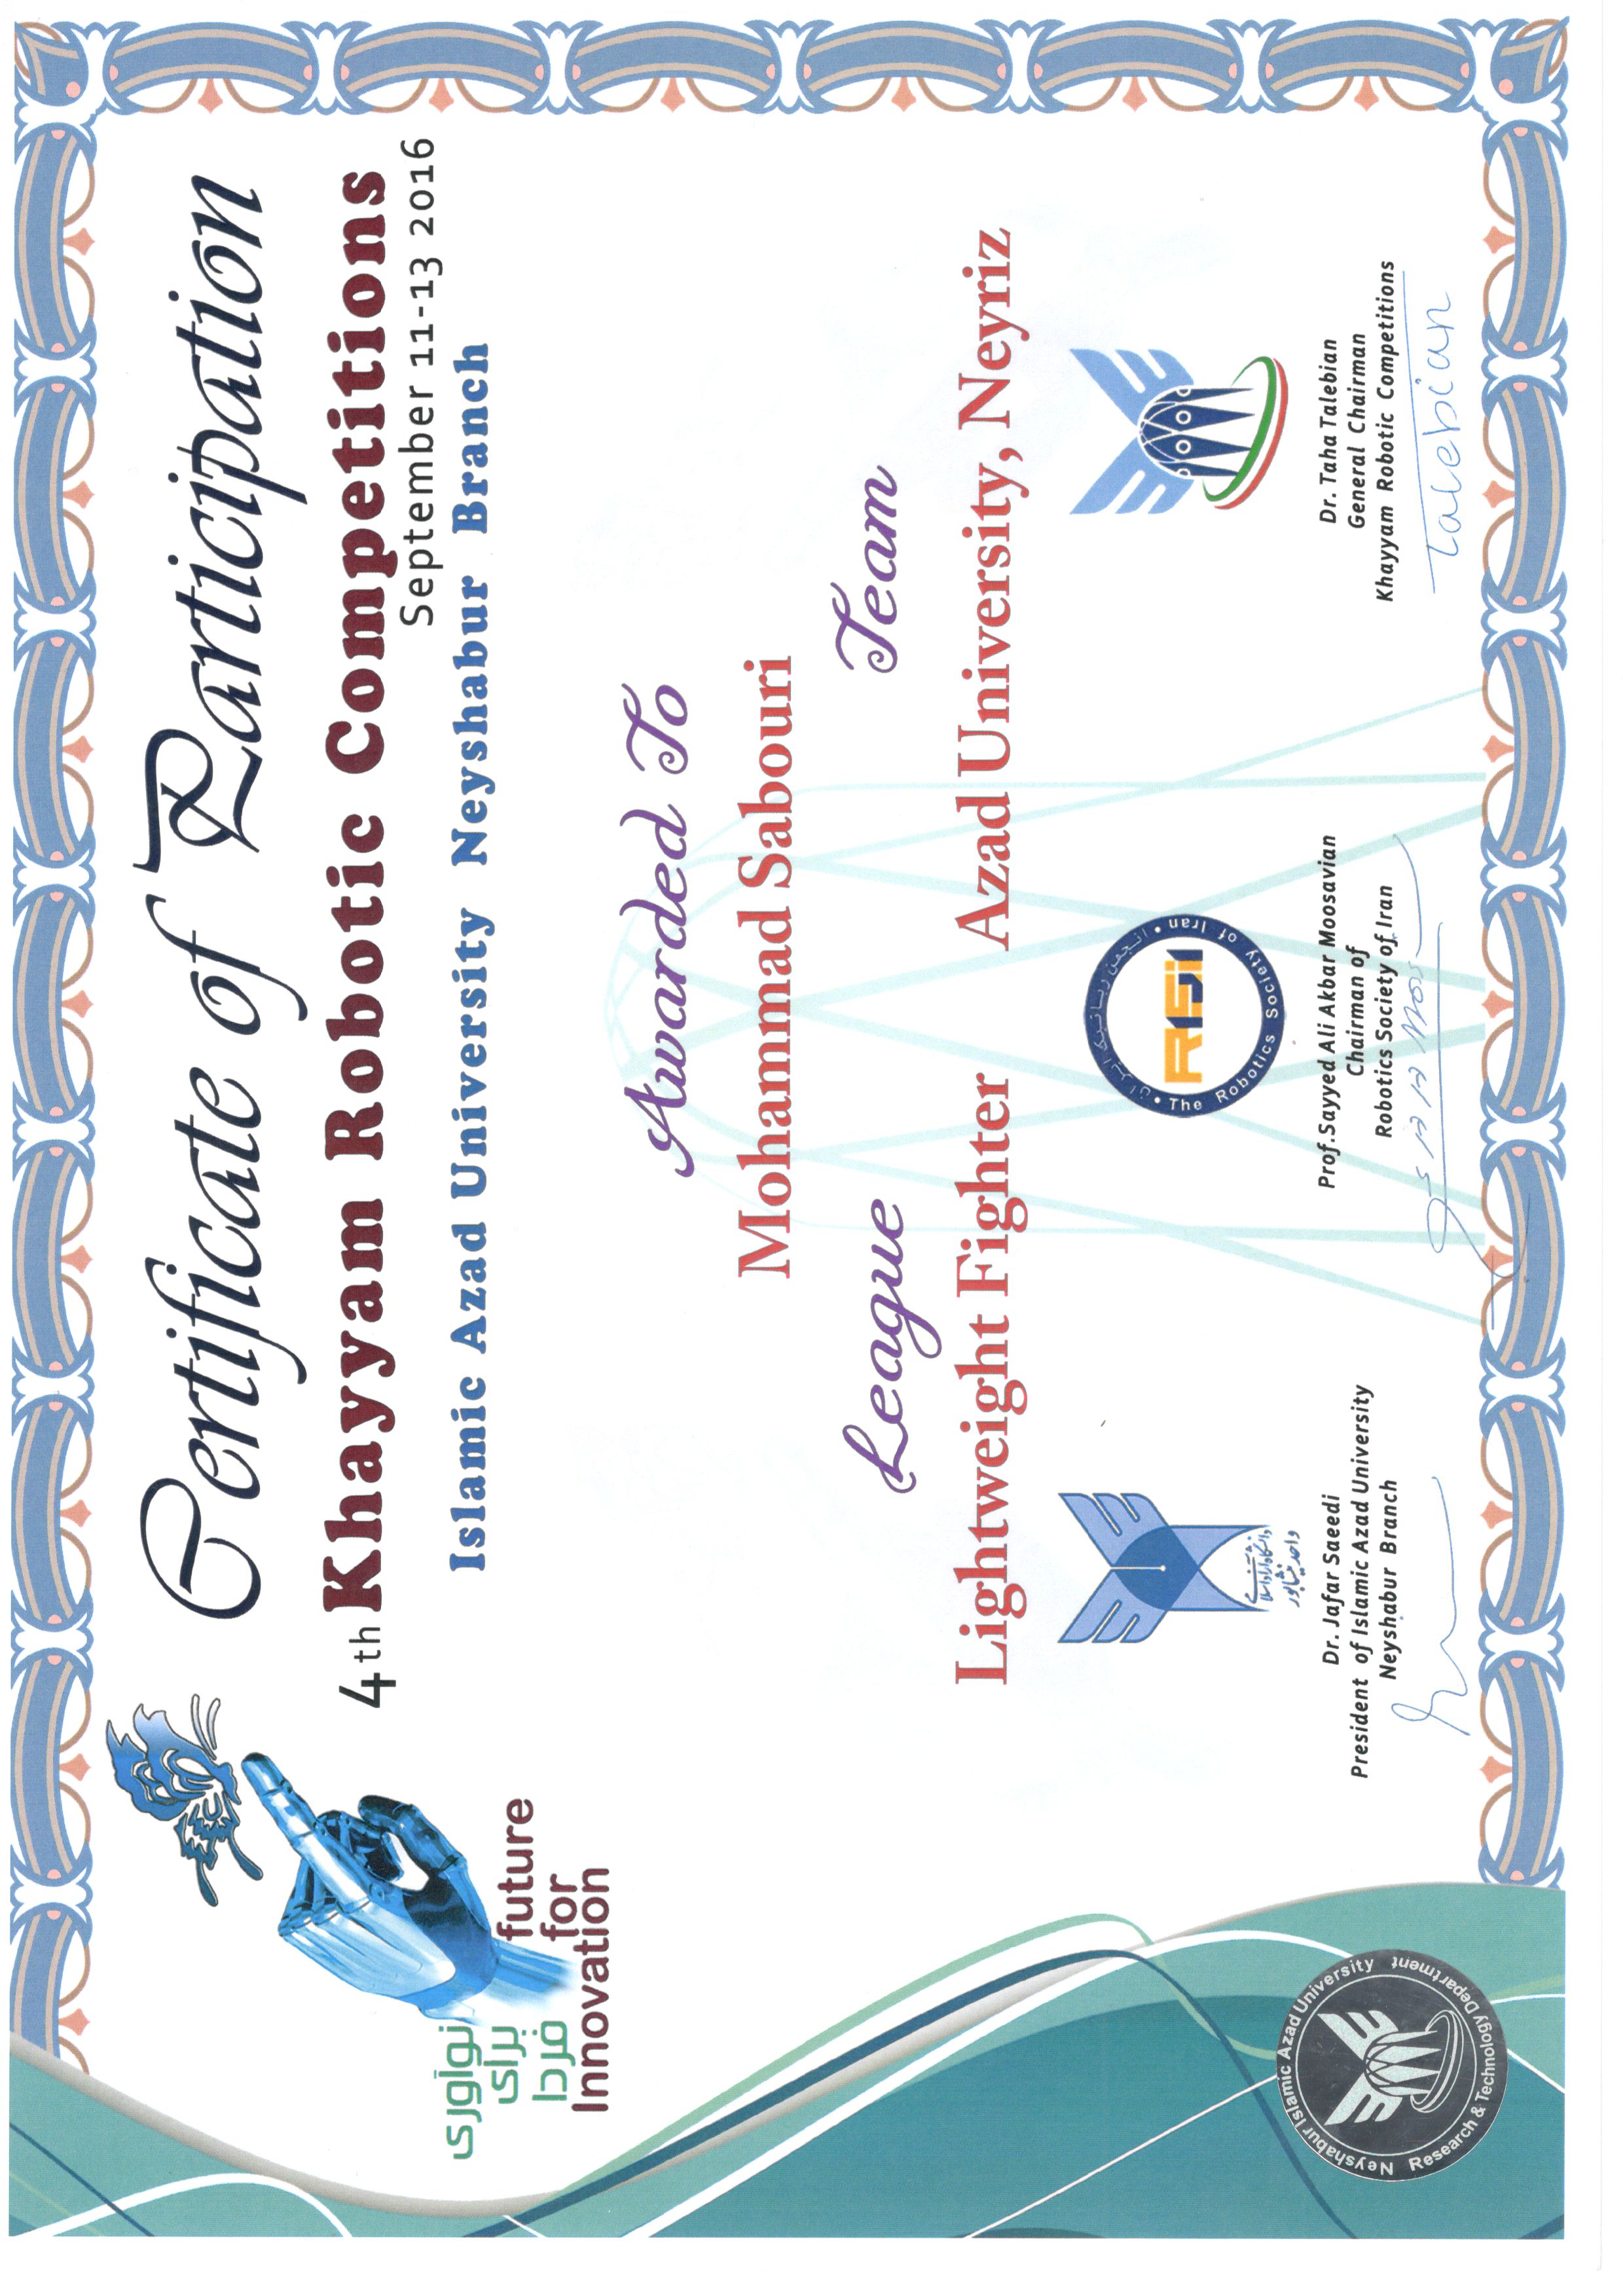 Certificate of Participation
4th Khayyam Robotic Competitions
September 11-13 2016
Islamic Azad University Neyshabur Branch
نوآوری
برای
فردا
future
for
Innovation
Awarded To
Mohammad Sabouri
League
Lightweight Fighter
Team
Azad University, Neyriz
دانشگاه آزاد اسلامی
واحد نیشابور
انجمن رباتیک ایران
The Robotics Society of Iran
RSI
Dr. Jafar Saeedi
President of Islamic Azad University
Neyshabur Branch
Prof.Sayyed Ali Akbar Moosavian
Chairman of
Robotics Society of Iran
S A A Moos
Dr. Taha Talebian
General Chairman
Khayyam Robotic Competitions
Talebian
Neyshabur Islamic Azad University
Research & Technology Department